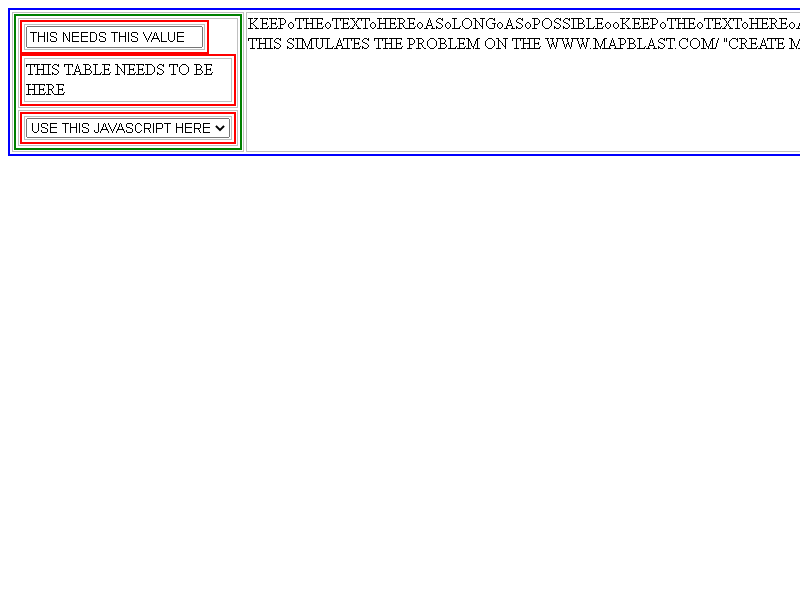 THIS NEEDS THIS VALUE
THIS TABLE NEEDS TO BE
HERE
USE THIS JAVASCRIPT HERE
KEEPoTHEoTEXToHEREoASoLONGoASoPOSSIBLEooKEEPoTHEoTEXToHEREoA
THIS SIMULATES THE PROBLEM ON THE WWW.MAPBLAST.COM/ "CREATE M